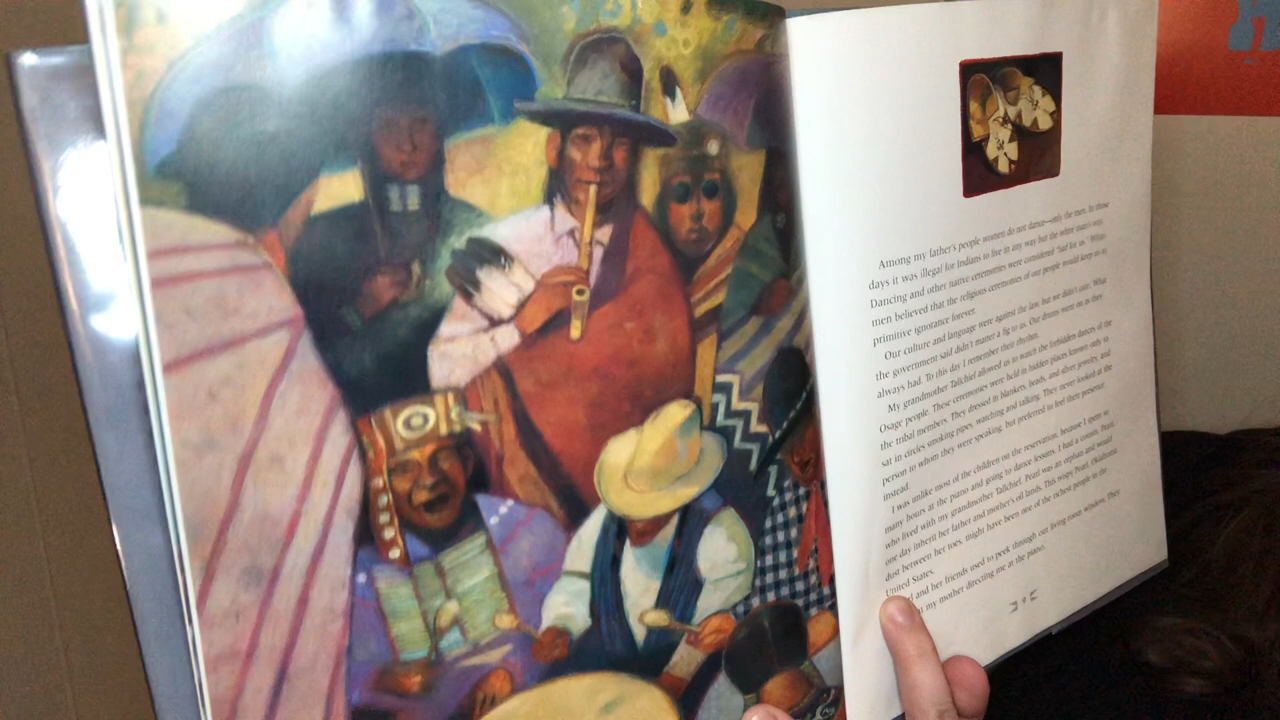 Among my father's people women do not dance—only the men. In those
days it was illegal for Indians to live in any way but the white man's way.
Dancing and other native ceremonies were considered "bad for us." White
men believed that the religious ceremonies of our people would keep us in
primitive ignorance forever.
Our culture and language were against the law, but we didn't care. What
the government said didn't matter a fig to us. Our drums went on as they
always had. To this day I remember their rhythm.
My grandmother Tallchief allowed us to watch the forbidden dances of the
Osage people. These ceremonies were held in hidden places known only to
the tribal members. They dressed in blankets, beads, and silver jewelry, and
sat in circles smoking pipes, watching and talking. They never looked at the
person to whom they were speaking, but preferred to feel their presence
instead.
I was unlike most of the children on the reservation, because I spent so
many hours at the piano and going to dance lessons. I had a cousin, Pearl,
who lived with my grandmother Tallchief. Pearl was an orphan and would
one day inherit her father and mother's oil lands. This wispy Pearl, Oklahoma
dust between her toes, might have been one of the richest people in the
United States.
and her friends used to peek through our living room windows. They
my mother directing me at the piano.